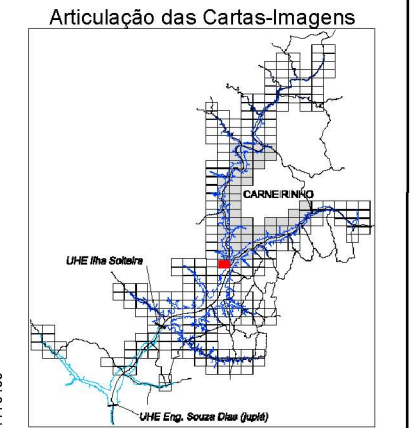 Articulação das Cartas-Imagens
CARNEIRINHO
UHE Ilha Solteira
UHE Eng. Souza Dias (jupiá)